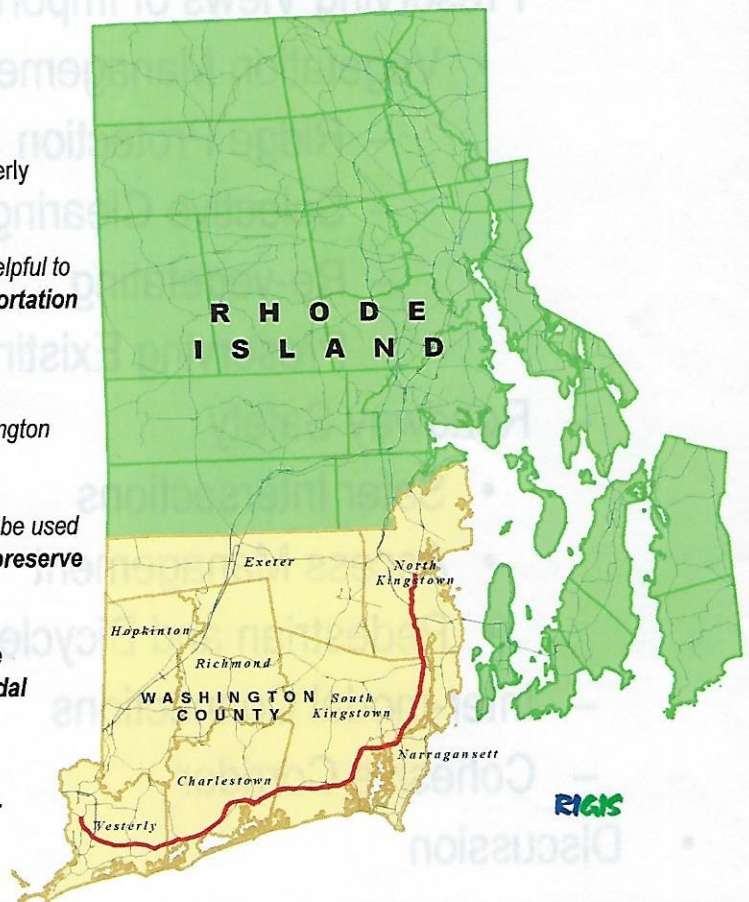 erly
elpful to
ortation
RHODE
ISLAND
ngton
be used
preserve
e
dal
.
Exeter
North
Kingstown
Hopkinton
Richmond
WASHINGTON
COUNTY
South
Kingstown
Narragansett
Charlestown
Westerly
RIGIS